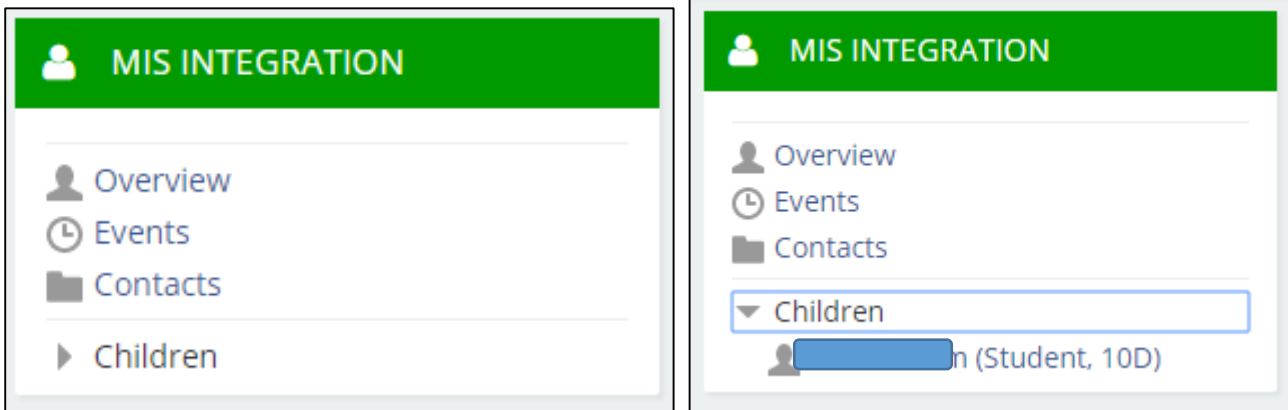 MIS INTEGRATION
Overview
Events
Contacts
Children
MIS INTEGRATION
Overview
Events
Contacts
Children
n (Student, 10D)